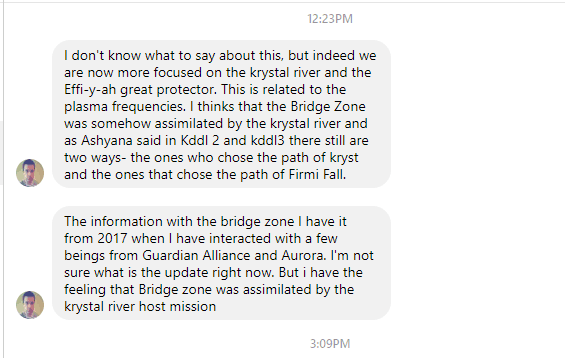 12:23PM
I don't know what to say about this, but indeed we
are now more focused on the krystal river and the
Effi-y-ah great protector. This is related to the
plasma frequencies. I thinks that the Bridge Zone
was somehow assimilated by the krystal river and
as Ashyana said in Kddl 2 and kddl3 there still are
two ways- the ones who chose the path of kryst
and the ones that chose the path of Firmi Fall.
The information with the bridge zone I have it
from 2017 when I have interacted with a few
beings from Guardian Alliance and Aurora. I'm not
sure what is the update right now. But i have the
feeling that Bridge zone was assimilated by the
krystal river host mission
3:09PM